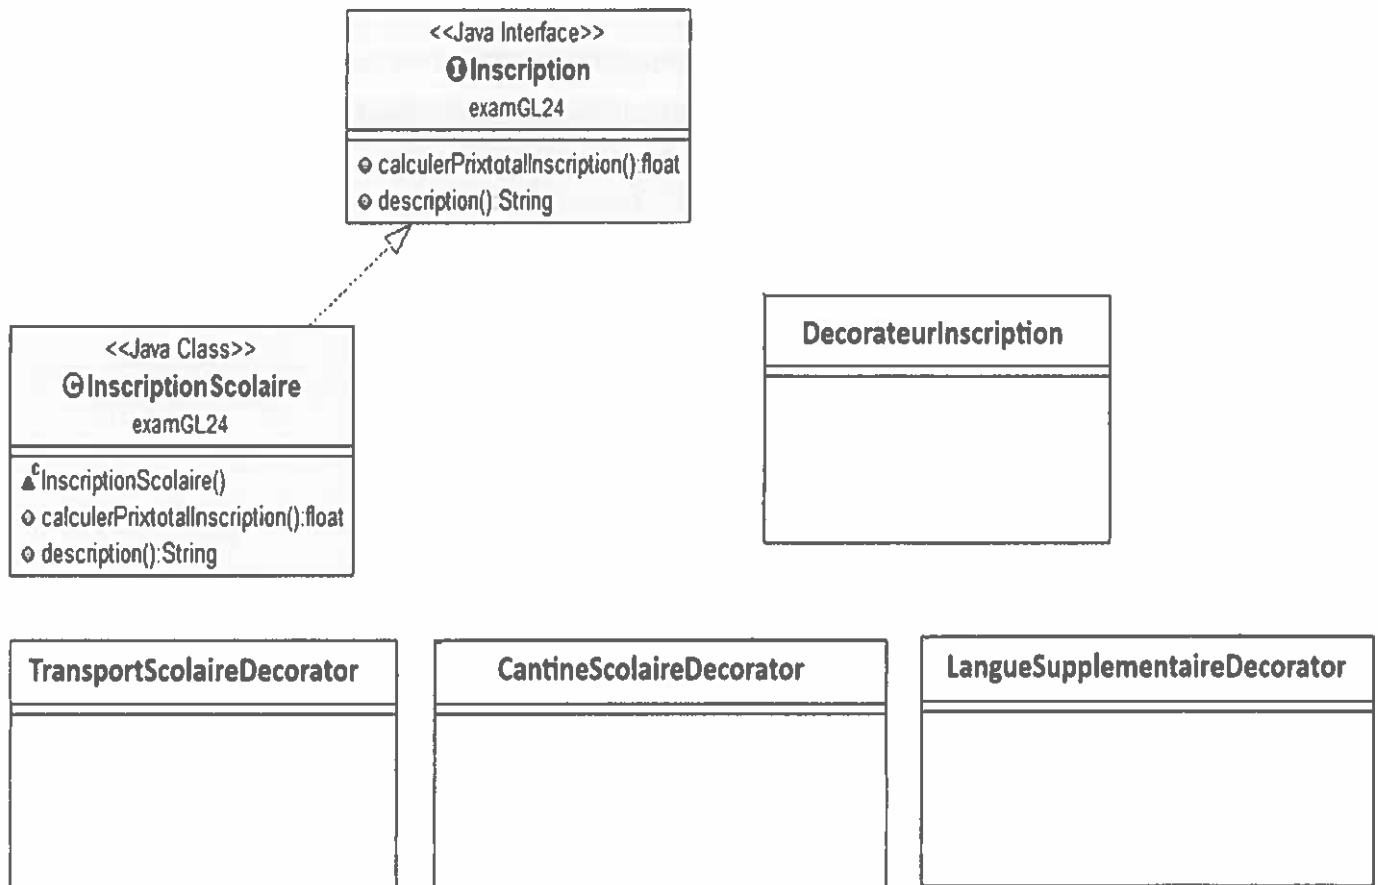 <<Java Interface>>
Inscription
examGL24
calculerPrixtotalInscription():float
description():String
<<Java Class>>
InscriptionScolaire
examGL24
InscriptionScolaire()
calculerPrixtotalInscription():float
description():String
DecorateurInscription
TransportScolaireDecorator
CantineScolaireDecorator
LangueSupplementaireDecorator